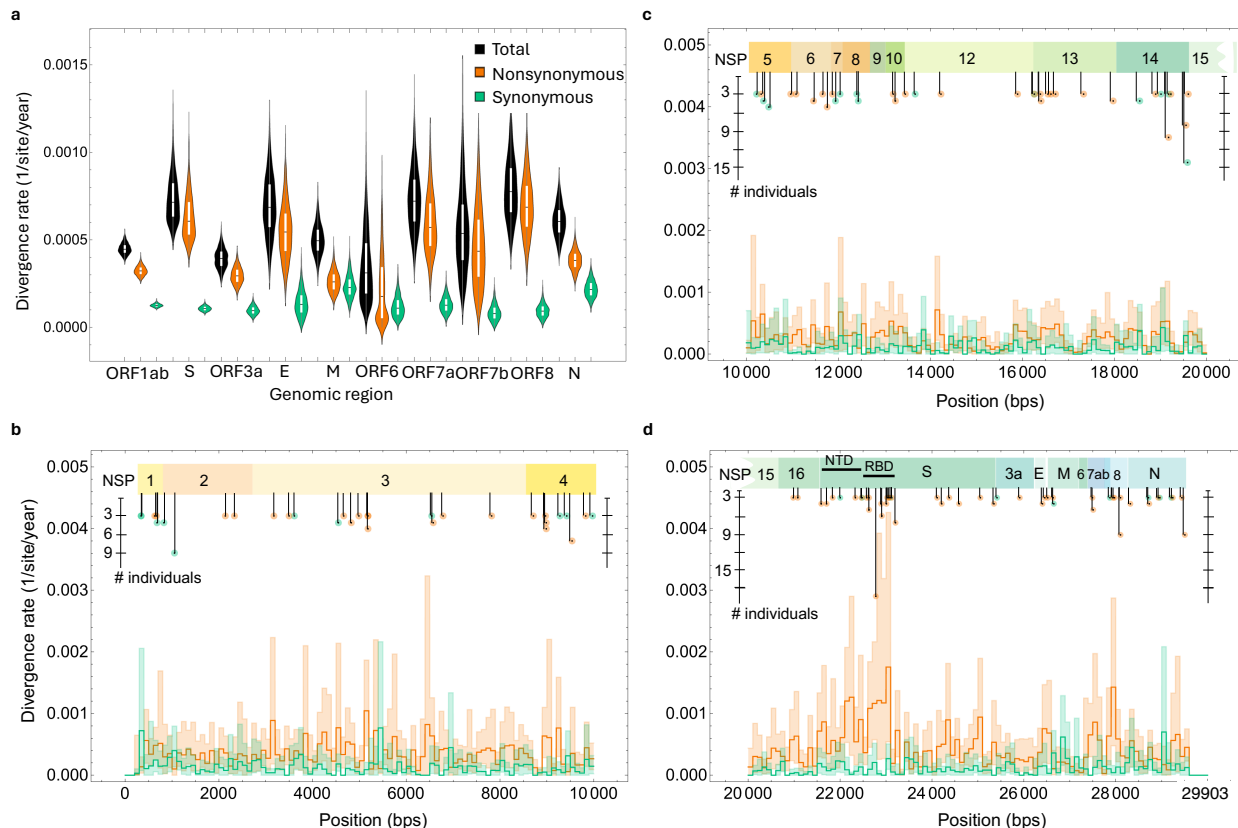 a
0.0015
0.0010
0.0005
0.0000
Divergence rate (1/site/year)
Total
Nonsynonymous
Synonymous
ORF1ab S ORF3a E M ORF6 ORF7a ORF7b ORF8 N
Genomic region
c
0.005
0.004
0.003
0.002
0.001
0.000
NSP 5 6 7 8 9 10 12 13 14 15
3
9
15
# individuals
10 000 12 000 14 000 16 000 18 000 20 000
Position (bps)
b
0.005
0.004
0.003
0.002
0.001
0.000
Divergence rate (1/site/year)
NSP 1 2 3 4
3
6
9
# individuals
0 2000 4000 6000 8000 10 000
Position (bps)
d
0.005
0.004
0.003
0.002
0.001
0.000
NTD
RBD
NSP 15 16 S 3a E M 6 7ab 8 N
3
9
15
# individuals
20 000 22 000 24 000 26 000 28 000 29903
Position (bps)